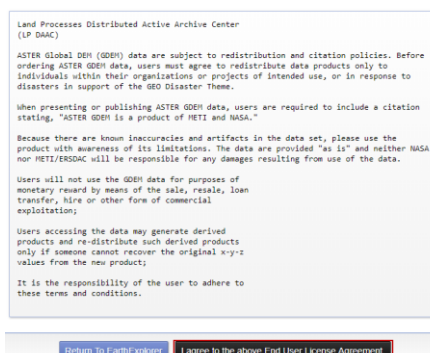 Land Processes Distributed Active Archive Center
(LP DAAC)
ASTER Global DEM (GDEM) data are subject to redistribution and citation policies. Before
ordering ASTER GDEM data, users must agree to redistribute data products only to
individuals within their organizations or projects of intended use, or in response to
disasters in support of the GEO Disaster Theme.
When presenting or publishing ASTER GDEM data, users are required to include a citation
stating, "ASTER GDEM is a product of METI and NASA."
Because there are known inaccuracies and artifacts in the data set, please use the
product with awareness of its limitations. The data are provided "as is" and neither NASA
nor METI/ERSDAC will be responsible for any damages resulting from use of the data.
Users will not use the GDEM data for purposes of
monetary reward by means of the sale, resale, loan
transfer, hire or other form of commercial
exploitation;
Users accessing the data may generate derived
products and re-distribute such derived products
only if someone cannot recover the original x-y-z
values from the new product;
It is the responsibility of the user to adhere to
these terms and conditions.
Return To EarthExplorer
I agree to the above End User License Agreement